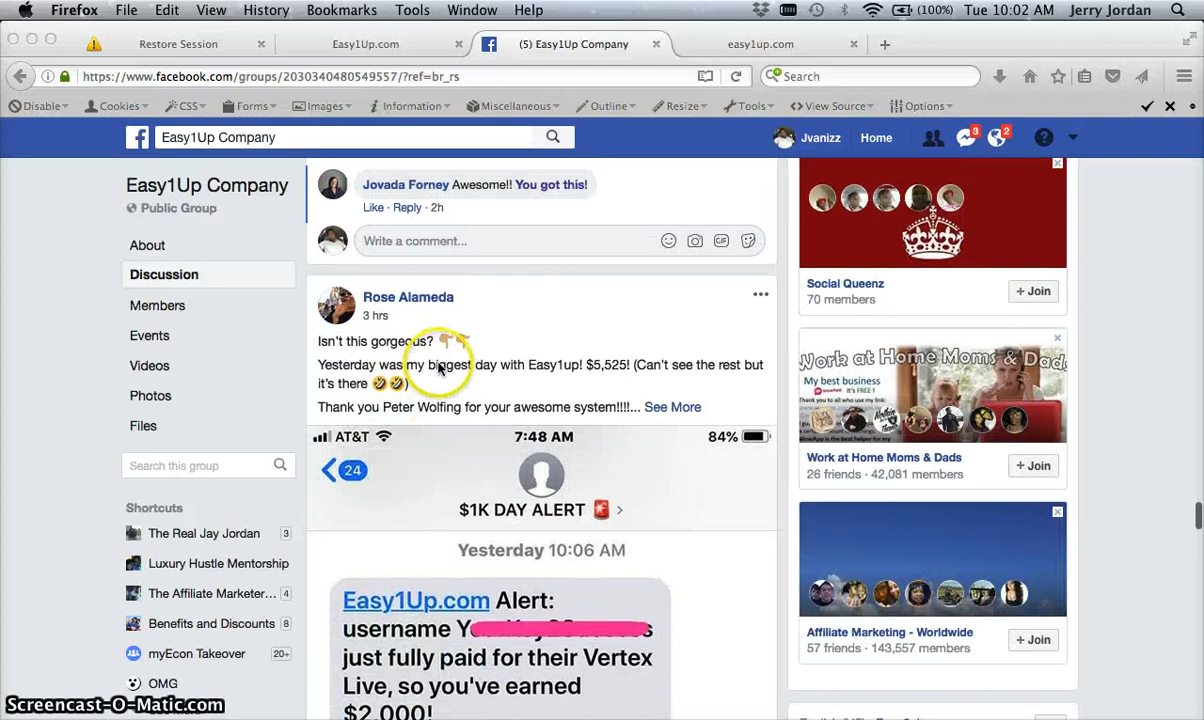 Firefox File Edit View History Bookmarks Tools Window Help (100%) Tue 10:02 AM Jerry Jordan
Restore Session Easy1Up.com (5) Easy1Up Company easy1up.com
https://www.facebook.com/groups/2030340480549557/?ref=br_rs Search
Disable Cookies CSS Forms Images Information Miscellaneous Outline Resize Tools View Source Options
Easy1Up Company Jvanizz Home 3 2
Easy1Up Company
Public Group
About
Discussion
Members
Events
Videos
Photos
Files
Search this group
Shortcuts
The Real Jay Jordan 3
Luxury Hustle Mentorship
The Affiliate Marketer... 4
Benefits and Discounts 8
myEcon Takeover 20+
OMG
Jovada Forney Awesome!! You got this!
Like · Reply · 2h
Write a comment... GIF
Rose Alameda
3 hrs
Isn't this gorgeous? 👇🏽👇🏽
Yesterday was my biggest day with Easy1up! $5,525! (Can't see the rest but
it's there 🤣🤣)
Thank you Peter Wolfing for your awesome system!!!!... See More
AT&T 7:48 AM 84%
24
$1K DAY ALERT 🚨 >
Yesterday 10:06 AM
Easy1Up.com Alert:
username
just fully paid for their Vertex
Live, so you've earned
$2,000!
Social Queenz
70 members
+ Join
Work at Home Moms & Dads
My best business
it's FREE !
Work at Home Moms & Dads
26 friends · 42,081 members
+ Join
Affiliate Marketing - Worldwide
57 friends · 143,557 members
+ Join
Screencast-O-Matic.com